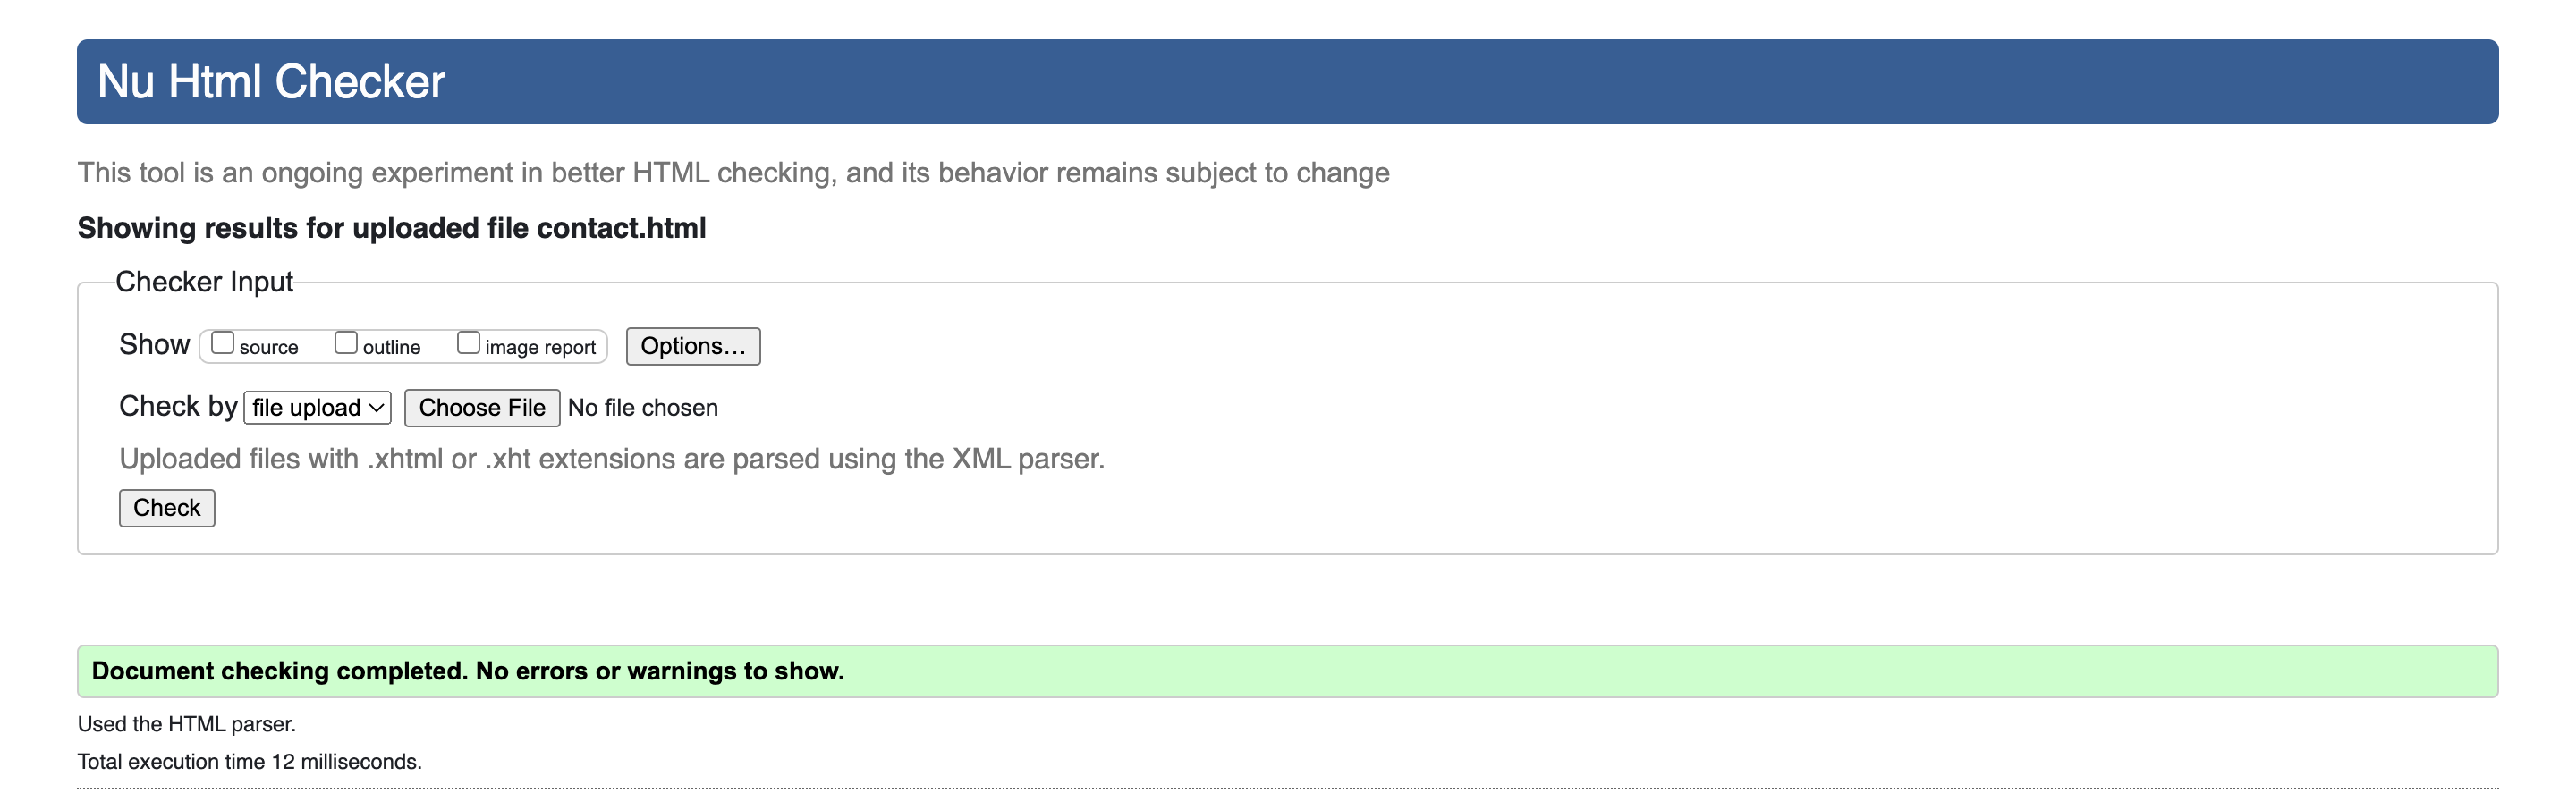 Nu Html Checker
This tool is an ongoing experiment in better HTML checking, and its behavior remains subject to change
Showing results for uploaded file contact.html
Checker Input
Show source outline image report Options…
Check by file upload Choose File No file chosen
Uploaded files with .xhtml or .xht extensions are parsed using the XML parser.
Check
Document checking completed. No errors or warnings to show.
Used the HTML parser.
Total execution time 12 milliseconds.